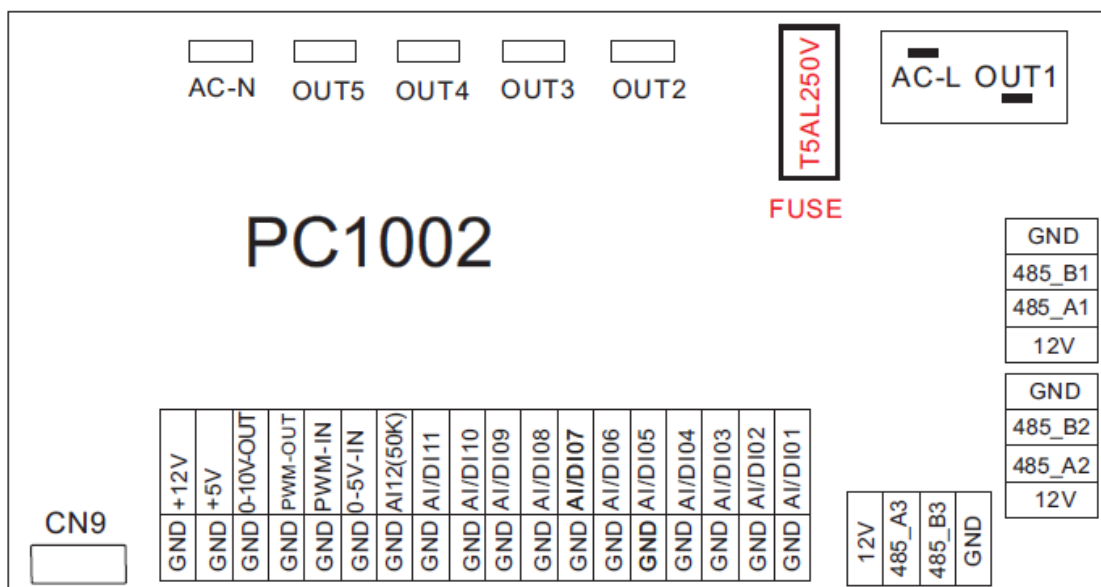 AC-N OUT5 OUT4 OUT3 OUT2
T5AL250V
FUSE
AC-L OUT1
PC1002
GND
485_B1
485_A1
12V
GND
485_B2
485_A2
12V
12V
485_A3
485_B3
GND
CN9
GND +12V
GND +5V
GND 0-10V-OUT
GND PWM-OUT
GND PWM-IN
GND 0-5V-IN
GND AI12(50K)
GND AI/DI11
GND AI/DI10
GND AI/DI09
GND AI/DI08
GND AI/DI07
GND AI/DI06
GND AI/DI05
GND AI/DI04
GND AI/DI03
GND AI/DI02
GND AI/DI01